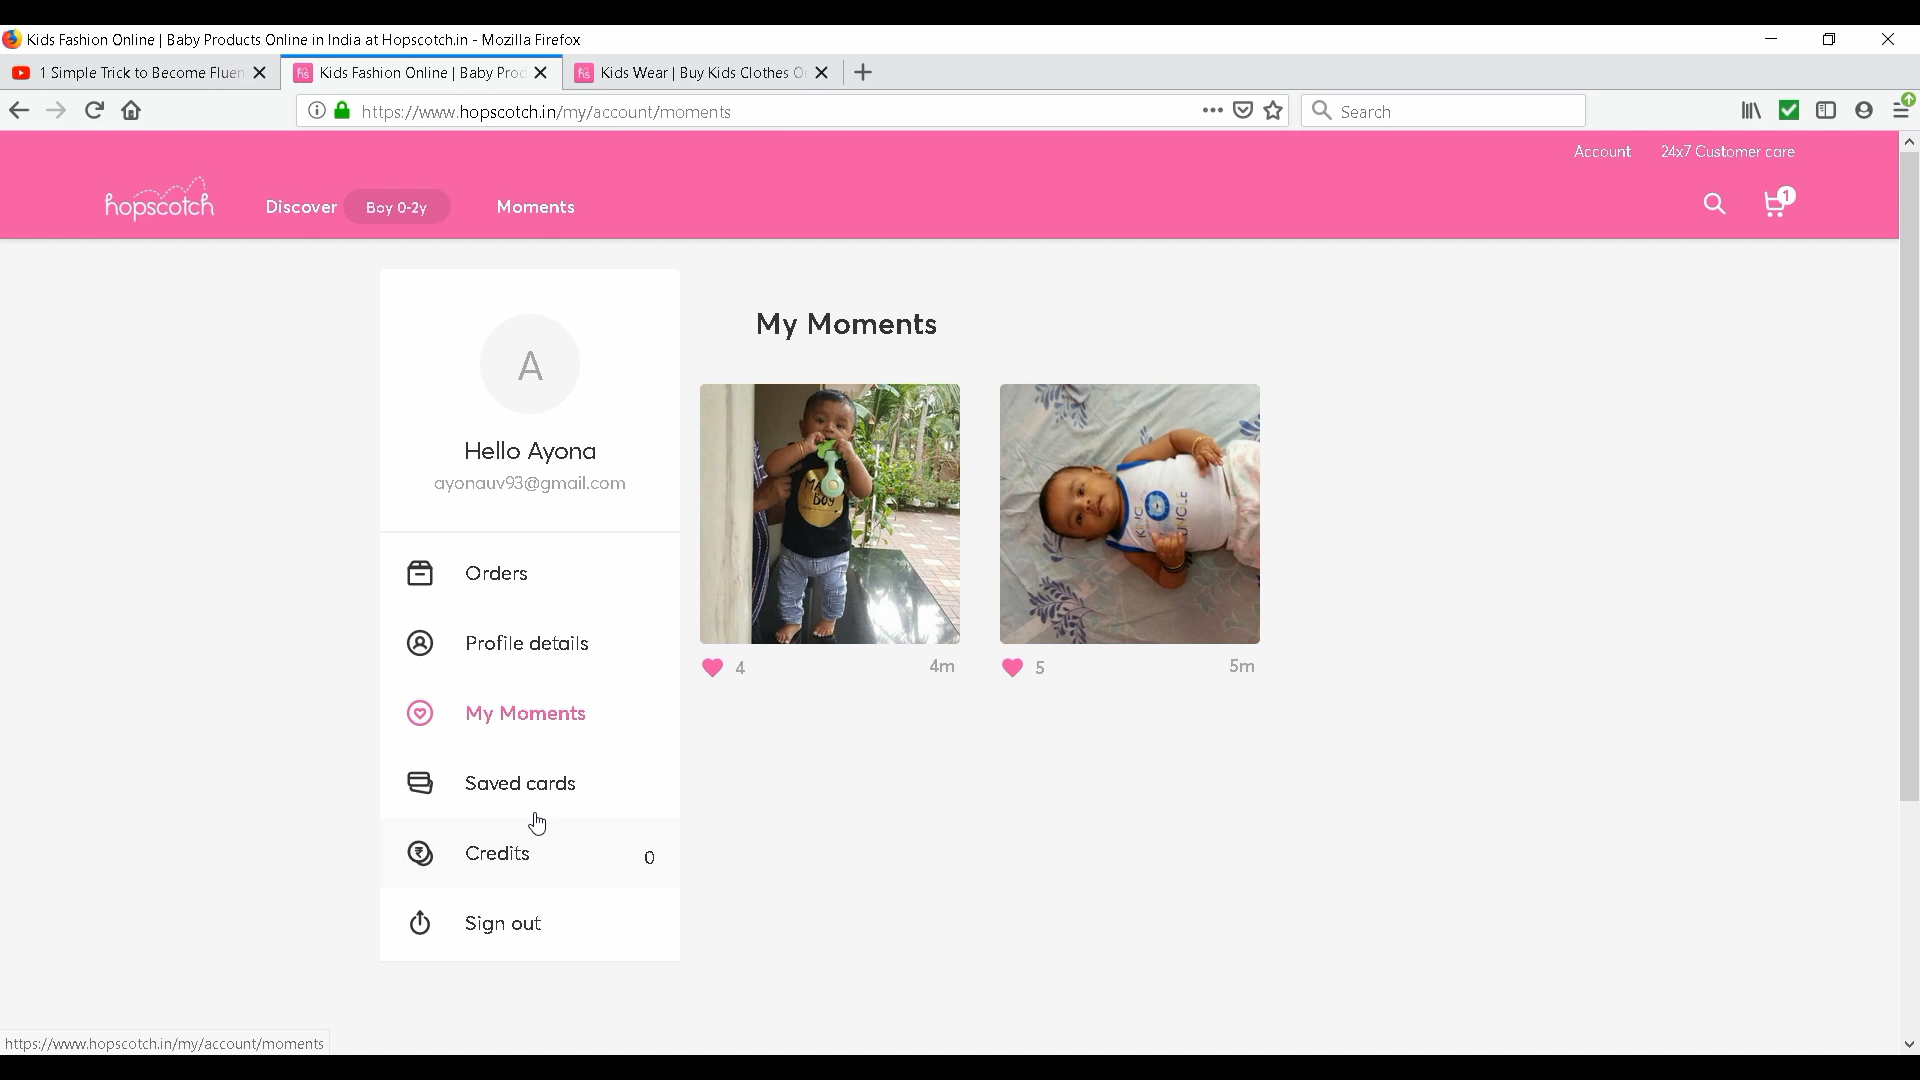 Kids Fashion Online | Baby Products Online in India at Hopscotch.in - Mozilla Firefox
1 Simple Trick to Become Fluen
Kids Fashion Online | Baby Prod
Kids Wear | Buy Kids Clothes O
https://www.hopscotch.in/my/account/moments
Search
Account
24x7 Customer care
hopscotch
Discover
Boy 0-2y
Moments
1
A
Hello Ayona
ayonauv93@gmail.com
Orders
Profile details
My Moments
Saved cards
Credits
0
Sign out
My Moments
BOY
4
4m
KING
5
5m
https://www.hopscotch.in/my/account/moments